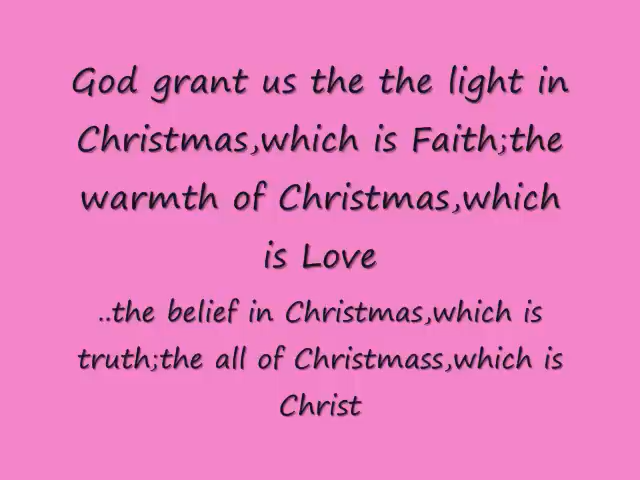 God grant us the the light in
Christmas,which is Faith;the
warmth of Christmas,which
is Love
..the belief in Christmas,which is
truth;the all of Christmass,which is
Christ